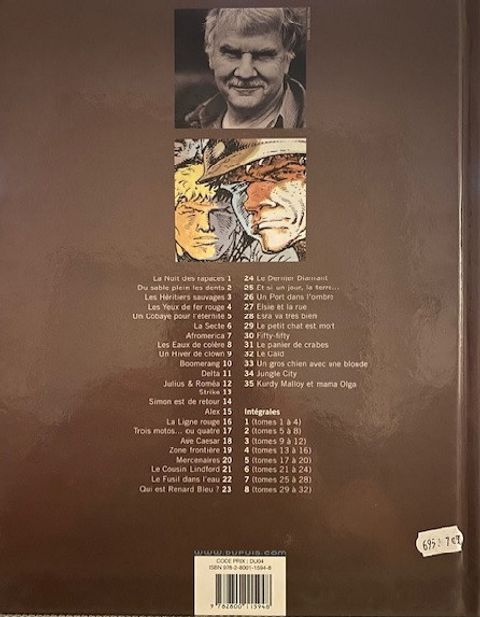 La Nuit des rapaces 1
Du sable plein les dents 2
Les Héritiers sauvages 3
Les Yeux de fer rouge 4
Un Cobaye pour l'éternité 5
La Secte 6
Afromerica 7
Les Eaux de colère 8
Un Hiver de clown 9
Boomerang 10
Delta 11
Julius & Roméa 12
Strike 13
Simon est de retour 14
Alex 15
La Ligne rouge 16
Trois motos... ou quatre 17
Ave Caesar 18
Zone frontière 19
Mercenaires 20
Le Cousin Lindford 21
Le Fusil dans l'eau 22
Qui est Renard Bleu ? 23
24 Le Dernier Diamant
25 Et si un jour, la terre...
26 Un Port dans l'ombre
27 Elsie et la rue
28 Esra va très bien
29 Le petit chat est mort
30 Fifty-fifty
31 Le panier de crabes
32 Le Caïd
33 Un gros chien avec une blonde
34 Jungle City
35 Kurdy Malloy et mama Olga
Intégrales
1 (tomes 1 à 4)
2 (tomes 5 à 8)
3 (tomes 9 à 12)
4 (tomes 13 à 16)
5 (tomes 17 à 20)
6 (tomes 21 à 24)
7 (tomes 25 à 28)
8 (tomes 29 à 32)
www.dupuis.com
CODE PRIX : DU04
ISBN 978-2-8001-1594-8
9 782800 115948